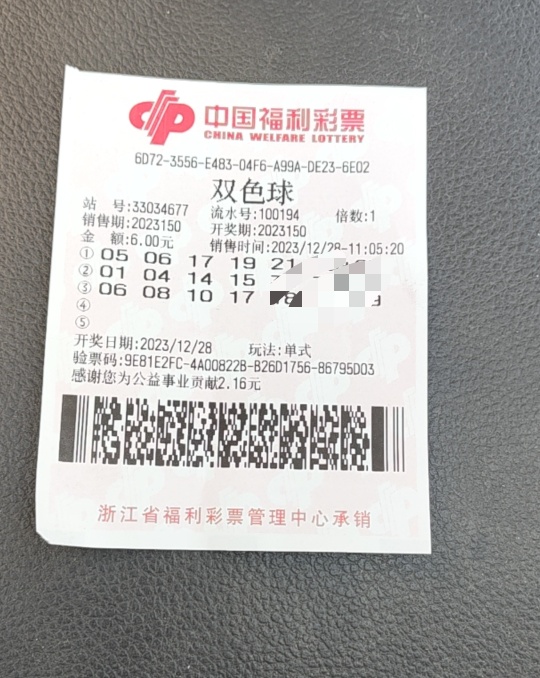 中国福利彩票
CHINA WELFARE LOTTERY
6D72-3556-E483-04F6-A99A-DE23-6E02
双色球
站 号:33034677 流水号:100194 倍数:1
销售期:2023150 开奖期:2023150
金 额:6.00元 销售时间:2023/12/28-11:05:20
① 05 06 17 19 21
② 01 04 14 15
③ 06 08 10 17
④
⑤
开奖日期:2023/12/28 玩法:单式
验票码:9E81E2FC-4A00822B-B26D1756-86795D03
感谢您为公益事业贡献2.16元
浙江省福利彩票管理中心承销